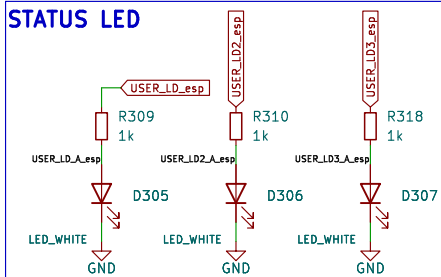 STATUS LED
USER_LD_esp
USER_LD2_esp
USER_LD3_esp
R309
1k
R310
1k
R318
1k
USER_LD_A_esp
USER_LD2_A_esp
USER_LD3_A_esp
D305
D306
D307
LED_WHITE
LED_WHITE
LED_WHITE
GND
GND
GND